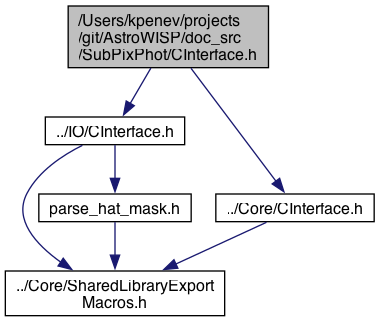 /Users/kpenev/projects
/git/AstroWISP/doc_src
/SubPixPhot/CInterface.h
../IO/CInterface.h
parse_hat_mask.h
../Core/CInterface.h
../Core/SharedLibraryExport
Macros.h